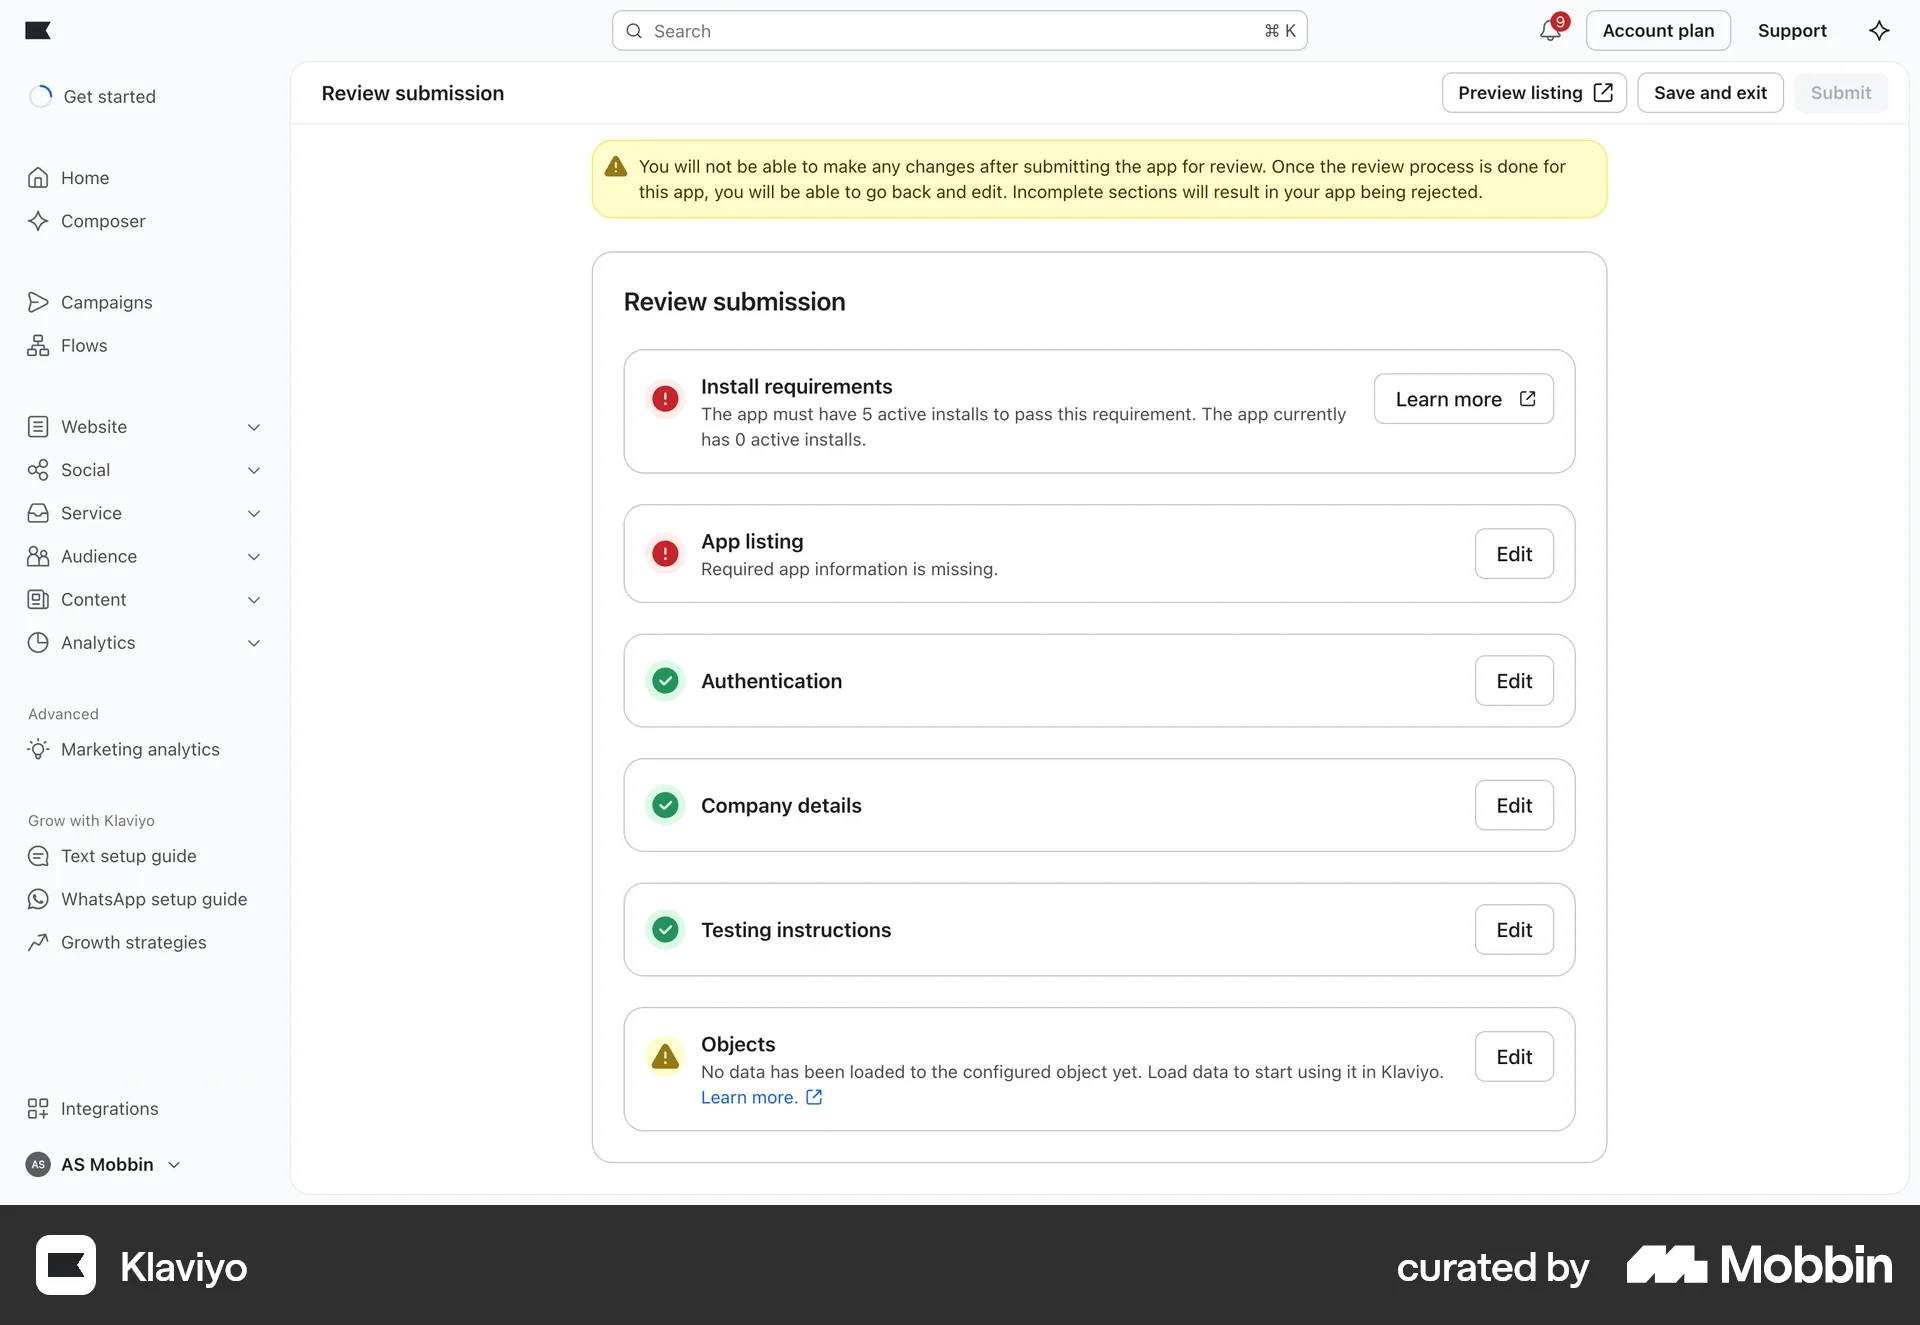 Search
⌘ K
9
Account plan
Support
Get started
Home
Composer
Campaigns
Flows
Website
Social
Service
Audience
Content
Analytics
Advanced
Marketing analytics
Grow with Klaviyo
Text setup guide
WhatsApp setup guide
Growth strategies
Integrations
AS
AS Mobbin
Review submission
Preview listing
Save and exit
Submit
You will not be able to make any changes after submitting the app for review. Once the review process is done for
this app, you will be able to go back and edit. Incomplete sections will result in your app being rejected.
Review submission
Install requirements
The app must have 5 active installs to pass this requirement. The app currently
has 0 active installs.
Learn more
App listing
Required app information is missing.
Edit
Authentication
Edit
Company details
Edit
Testing instructions
Edit
Objects
No data has been loaded to the configured object yet. Load data to start using it in Klaviyo.
Learn more.
Edit
Klaviyo
curated by
Mobbin